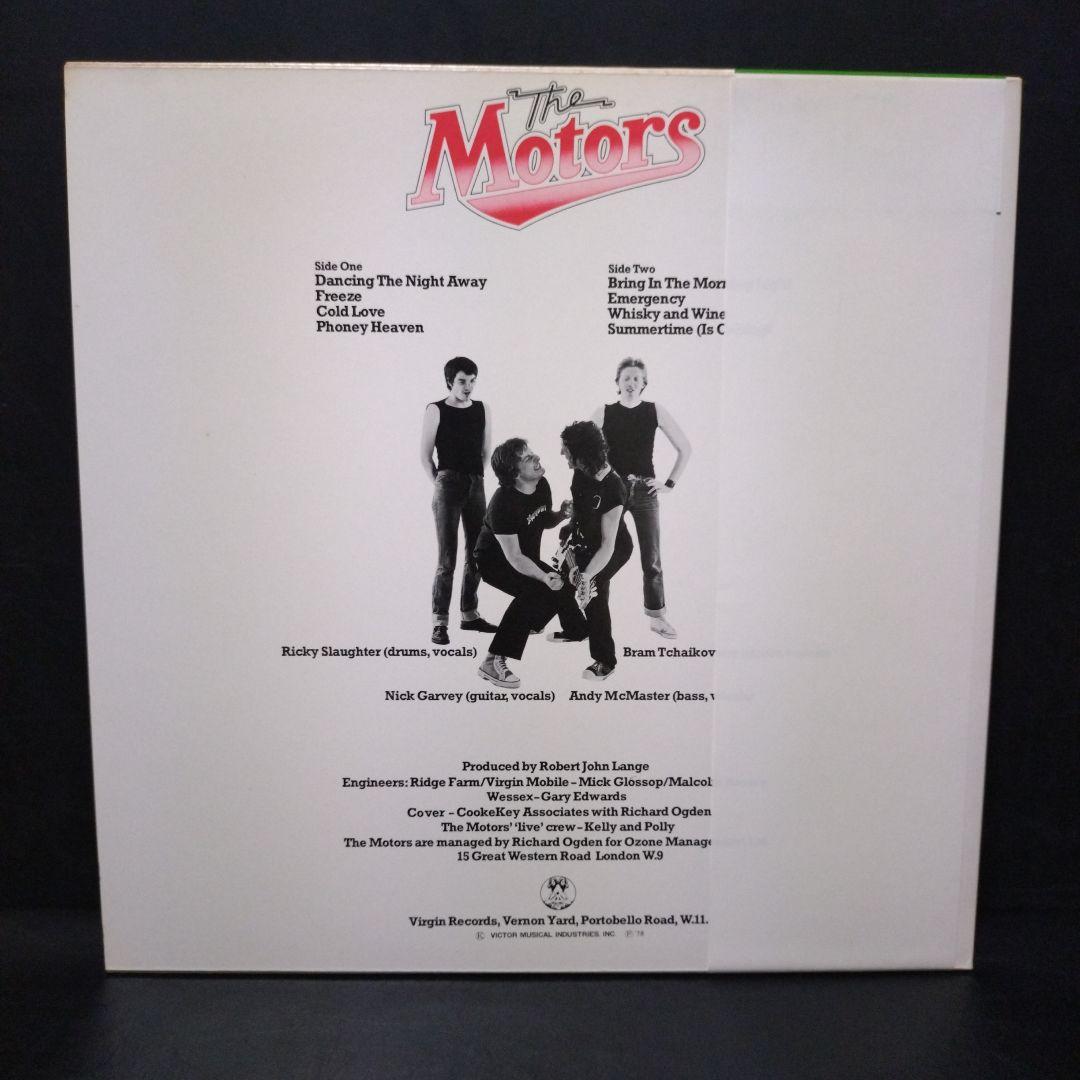 The
Motors
Side One
Dancing The Night Away
Freeze
Cold Love
Phoney Heaven
Side Two
Bring In The Morn
Emergency
Whisky and Wine
Summertime (Is C
Ricky Slaughter (drums, vocals)
Bram Tchaikov
Nick Garvey (guitar, vocals)
Andy McMaster (bass, v
Produced by Robert John Lange
Engineers: Ridge Farm/Virgin Mobile – Mick Glossop/Malcol
Wessex – Gary Edwards
Cover – CookeKey Associates with Richard Ogden
The Motors' 'live' crew – Kelly and Polly
The Motors are managed by Richard Ogden for Ozone Manage
15 Great Western Road London W.9
Virgin Records, Vernon Yard, Portobello Road, W.11.
Ⓚ VICTOR MUSICAL INDUSTRIES. INC. Ⓟ '78